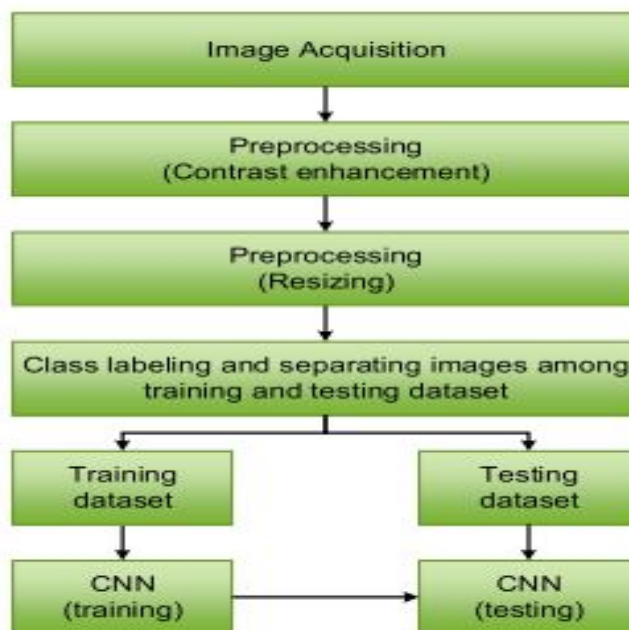 Image Acquisition
Preprocessing
(Contrast enhancement)
Preprocessing
(Resizing)
Class labeling and separating images among
training and testing dataset
Training
dataset
Testing
dataset
CNN
(training)
CNN
(testing)